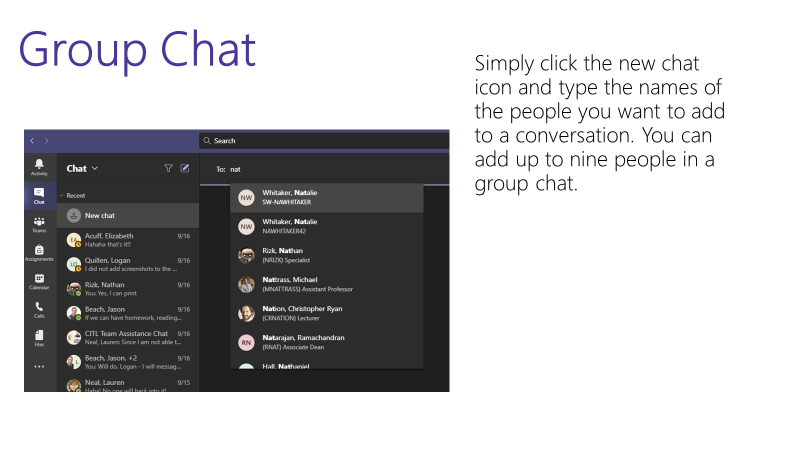 Group Chat
Simply click the new chat
icon and type the names of
the people you want to add
to a conversation. You can
add up to nine people in a
group chat.
Search
Activity
Chat
Teams
Assignments
Calendar
Calls
Files
Chat
Recent
New chat
Acuff, Elizabeth 9/16
Hahaha that's it!!
Quillen, Logan 9/16
I did not add screenshots to the ...
Rizk, Nathan 9/16
You: Yes, I can print
Beach, Jason 9/16
If we can have homework, reading...
CITL Team Assistance Chat 9/16
Neal, Lauren: Since I am not able t...
Beach, Jason, +2 9/16
You: Will do. Logan - I will messag...
Neal, Lauren 9/15
Haha! No one will back into it!
To: nat
NW
Whitaker, Natalie
SW-NAWHITAKER
NW
Whitaker, Natalie
NAWHITAKER42
Rizk, Nathan
(NRIZK) Specialist
Nattrass, Michael
(MNATTRASS) Assistant Professor
Nation, Christopher Ryan
(CRNATION) Lecturer
RN
Natarajan, Ramachandran
(RNAT) Associate Dean
Hall, Nathaniel